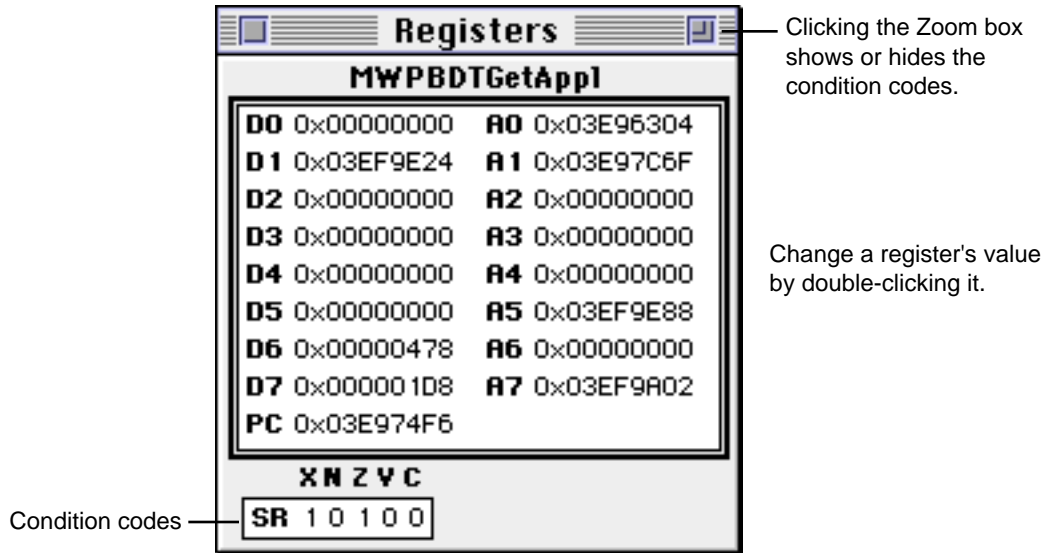 Registers
Clicking the Zoom box
shows or hides the
condition codes.
MWPBDTGetAppl
D0 0x00000000 A0 0x03E96304
D1 0x03EF9E24 A1 0x03E97C6F
D2 0x00000000 A2 0x00000000
D3 0x00000000 A3 0x00000000
D4 0x00000000 A4 0x00000000
D5 0x00000000 A5 0x03EF9E88
D6 0x00000478 A6 0x00000000
D7 0x000001D8 A7 0x03EF9A02
PC 0x03E974F6
Change a register's value
by double-clicking it.
X N Z V C
Condition codes
SR 1 0 1 0 0